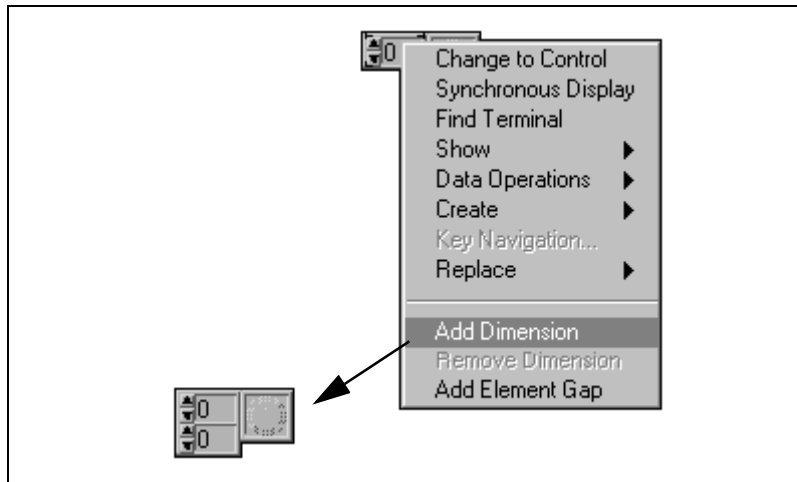 0
Change to Control
Synchronous Display
Find Terminal
Show
Data Operations
Create
Key Navigation...
Replace
Add Dimension
Remove Dimension
Add Element Gap
0
0